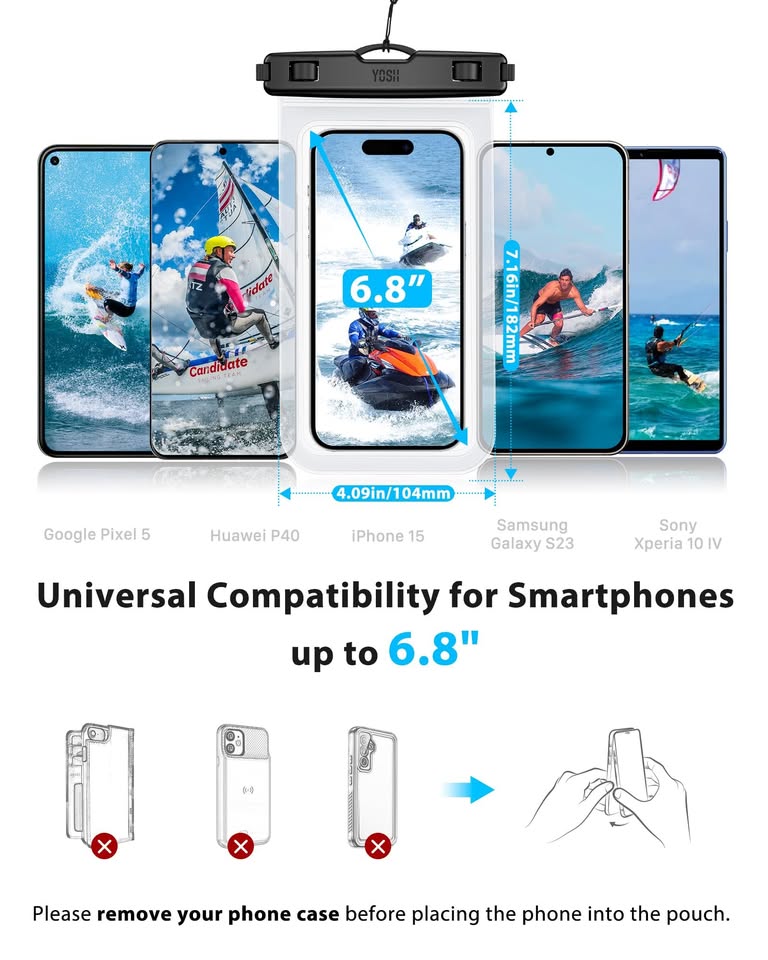 YOSH
6.8”
7.16in/182mm
Candidate
Candidate
SAILING TEAM
4.09in/104mm
Google Pixel 5
Huawei P40
iPhone 15
Samsung
Galaxy S23
Sony
Xperia 10 IV
Universal Compatibility for Smartphones
up to 6.8"
Please remove your phone case before placing the phone into the pouch.